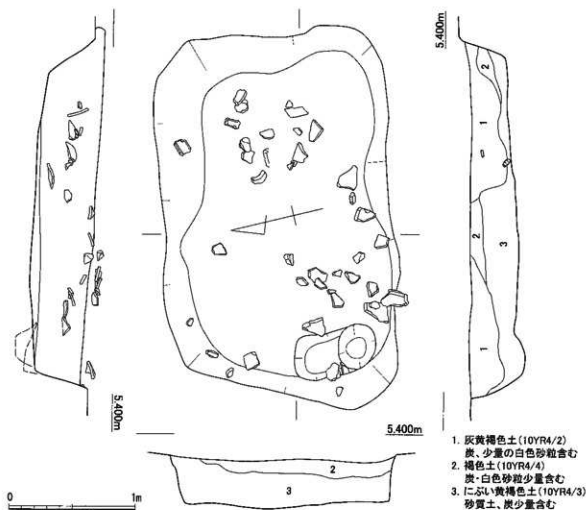 5.400m
2
1
2
3
1
5.400m
5.400m
2
3
0
1m
1. 灰黄褐色土(10YR4/2)
炭、少量の白色砂粒含む
2. 褐色土(10YR4/4)
炭・白色砂粒少量含む
3. にぶい黄褐色土(10YR4/3)
砂質土、炭少量含む